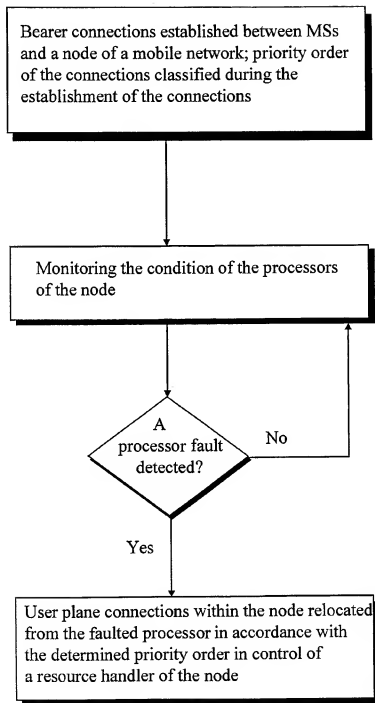 Bearer connections established between MSs
and a node of a mobile network; priority order
of the connections classified during the
establishment of the connections
Monitoring the condition of the processors
of the node
A
processor fault
detected?
No
Yes
User plane connections within the node relocated
from the faulted processor in accordance with
the determined priority order in control of
a resource handler of the node